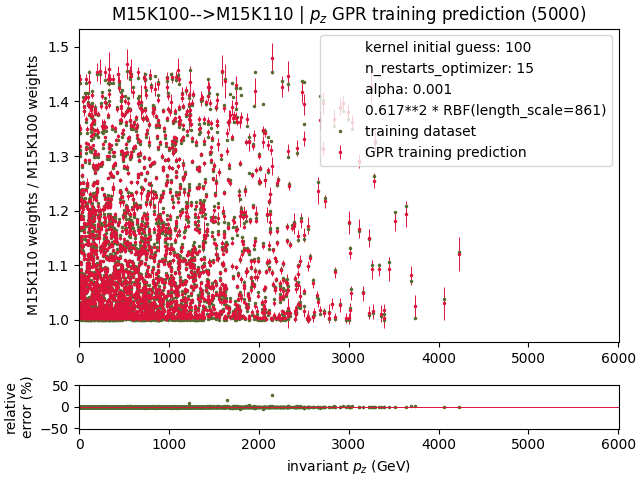 M15K100-->M15K110 | p_z GPR training prediction (5000)
kernel initial guess: 100
n_restarts_optimizer: 15
alpha: 0.001
0.617**2 * RBF(length_scale=861)
training dataset
GPR training prediction
M15K110 weights / M15K100 weights
1.5
1.4
1.3
1.2
1.1
1.0
0 1000 2000 3000 4000 5000 6000
relative
error (%)
50
0
−50
0 1000 2000 3000 4000 5000 6000
invariant p_z (GeV)